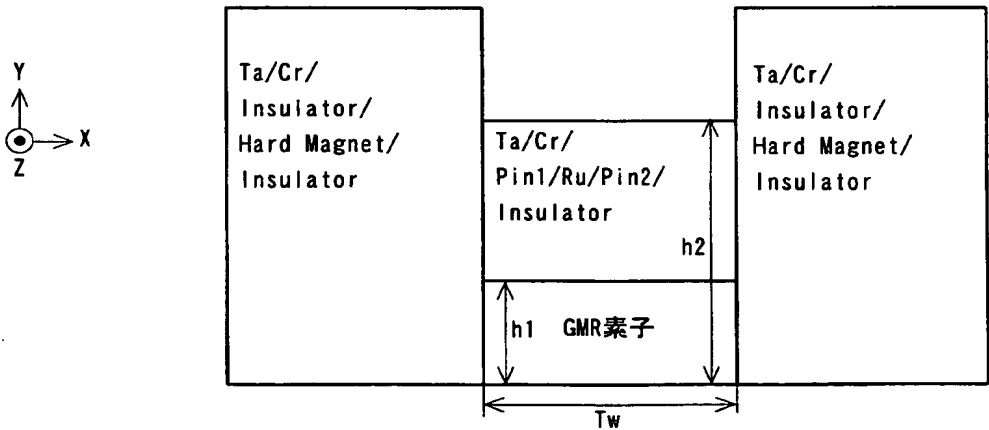 Y
X
Z
Ta/Cr/
Insulator/
Hard Magnet/
Insulator
Ta/Cr/
Pin1/Ru/Pin2/
Insulator
h2
h1
GMR素子
Tw
Ta/Cr/
Insulator/
Hard Magnet/
Insulator